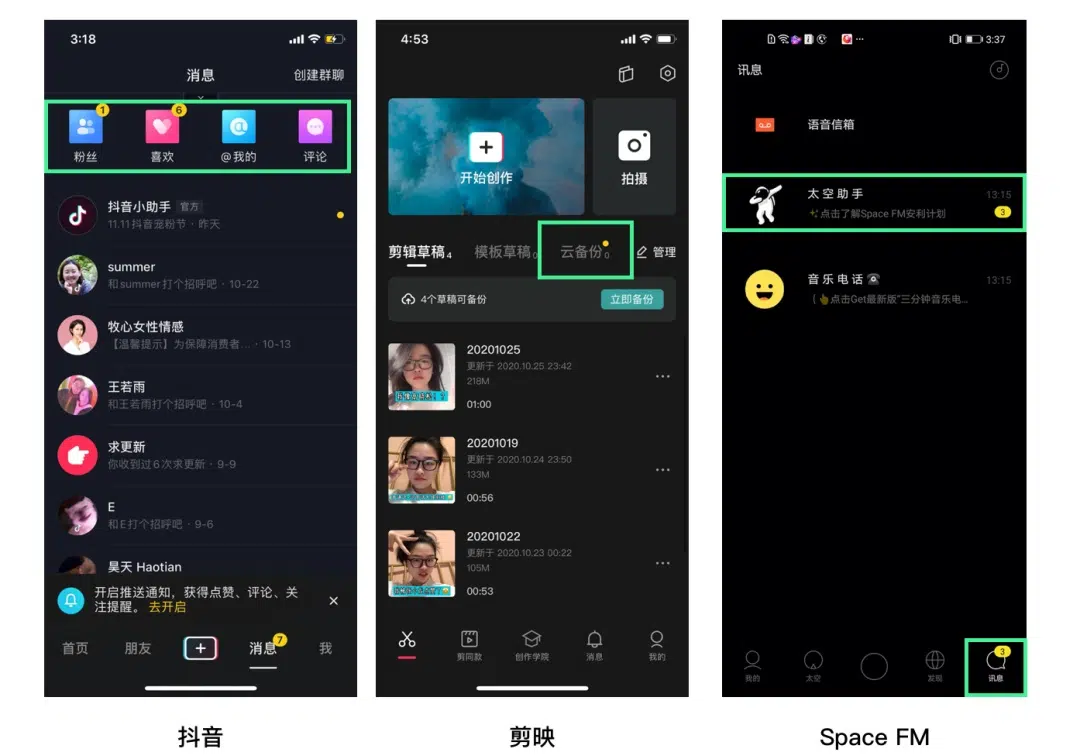 3:18
消息
创建群聊
1
6
粉丝
喜欢
@我的
评论
抖音小助手 官方
11.11抖音宠粉节 · 昨天
summer
和summer打个招呼吧 · 10-22
牧心女性情感
【温馨提示】为保障消费者... · 10-13
王若雨
和王若雨打个招呼吧 · 10-4
求更新
你收到过6次求更新 · 9-9
E
和E打个招呼吧 · 9-6
昊天 Haotian
开启推送通知，获得点赞、评论、关
注提醒。去开启
首页
朋友
消息
7
我
抖音
4:53
开始创作
拍摄
剪辑草稿4
模板草稿0
云备份0
管理
4个草稿可备份
立即备份
20201025
更新于 2020.10.25 23:42
218M
01:00
20201019
更新于 2020.10.24 23:50
133M
00:56
20201022
更新于 2020.10.23 00:22
105M
00:53
剪同款
创作学院
消息
我的
剪映
3:37
讯息
语音信箱
太空助手
13:15
点击了解Space FM安利计划
3
音乐电话
13:15
点击Get最新版"三分钟音乐电...
我的
太空
发现
讯息
3
Space FM